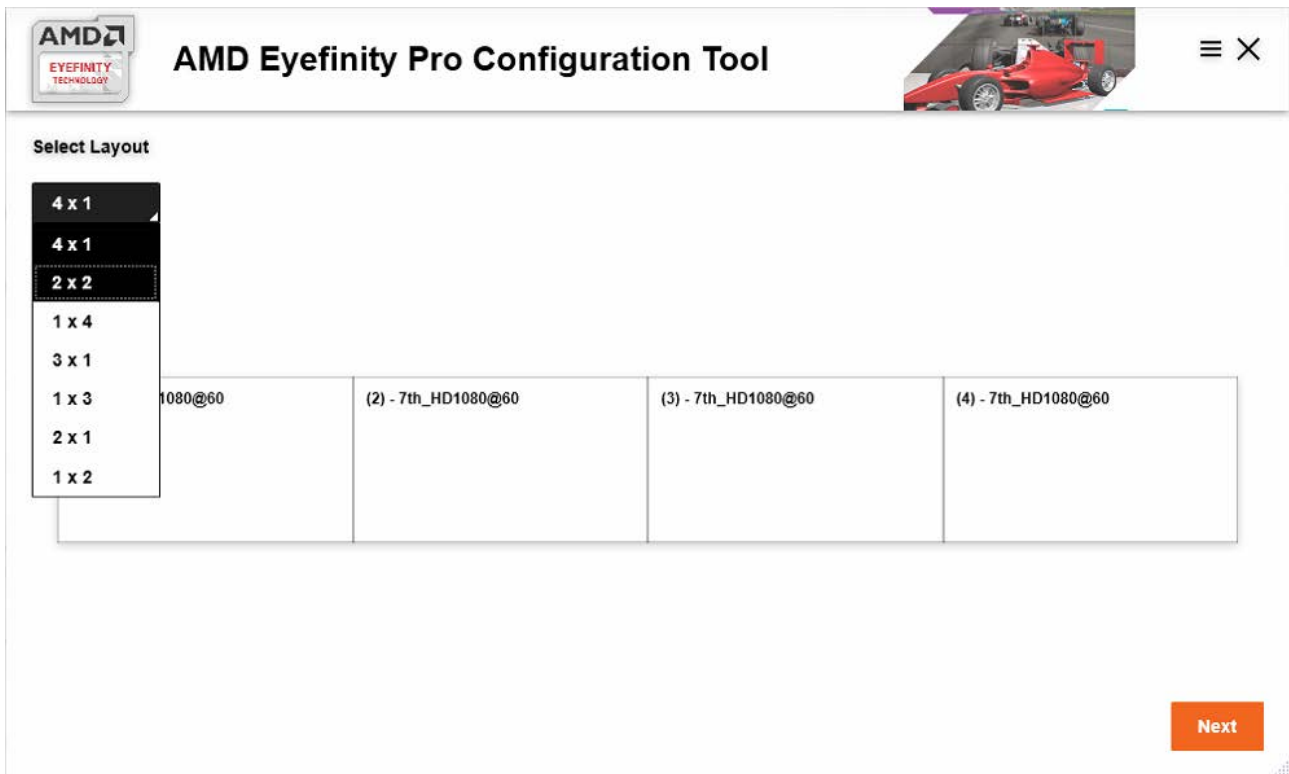 AMD
EYEFINITY
TECHNOLOGY
AMD Eyefinity Pro Configuration Tool
Select Layout
4 x 1
4 x 1
2 x 2
1 x 4
3 x 1
1 x 3
2 x 1
1 x 2
1080@60
(2) - 7th_HD1080@60
(3) - 7th_HD1080@60
(4) - 7th_HD1080@60
Next